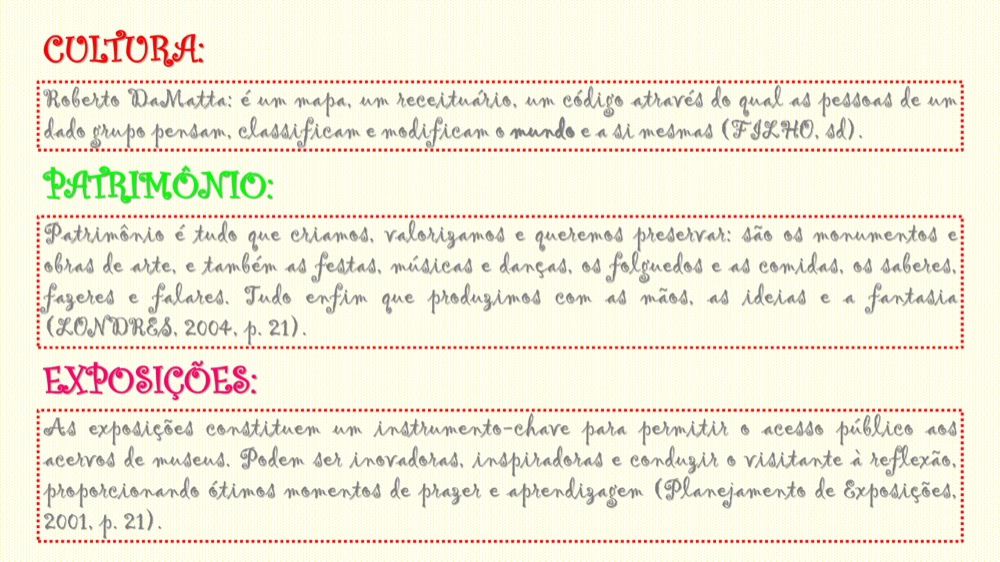 CULTURA:
Roberto DaMatta: é um mapa, um receituário, um código através do qual as pessoas de um
dado grupo pensam, classificam e modificam o mundo e a si mesmas (FILHO, sd).
PATRIMÔNIO:
Patrimônio é tudo que criamos, valorizamos e queremos preservar: são os monumentos e
obras de arte, e também as festas, músicas e danças, os folguedos e as comidas, os saberes,
fazeres e falares. Tudo enfim que produzimos com as mãos, as ideias e a fantasia
(LONDRES, 2004, p. 21).
EXPOSIÇÕES:
As exposições constituem um instrumento-chave para permitir o acesso público aos
acervos de museus. Podem ser inovadoras, inspiradoras e conduzir o visitante à reflexão,
proporcionando ótimos momentos de prazer e aprendizagem (Planejamento de Exposições,
2001, p. 21).